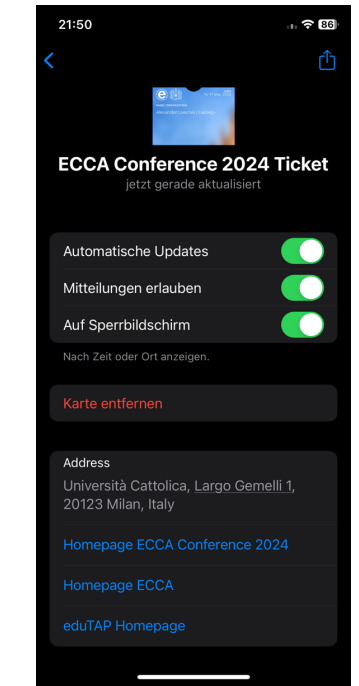 21:50
86
ECCA Conference 2024 Ticket
jetzt gerade aktualisiert
Automatische Updates
Mitteilungen erlauben
Auf Sperrbildschirm
Nach Zeit oder Ort anzeigen.
Karte entfernen
Address
Università Cattolica, Largo Gemelli 1,
20123 Milan, Italy
Homepage ECCA Conference 2024
Homepage ECCA
eduTAP Homepage